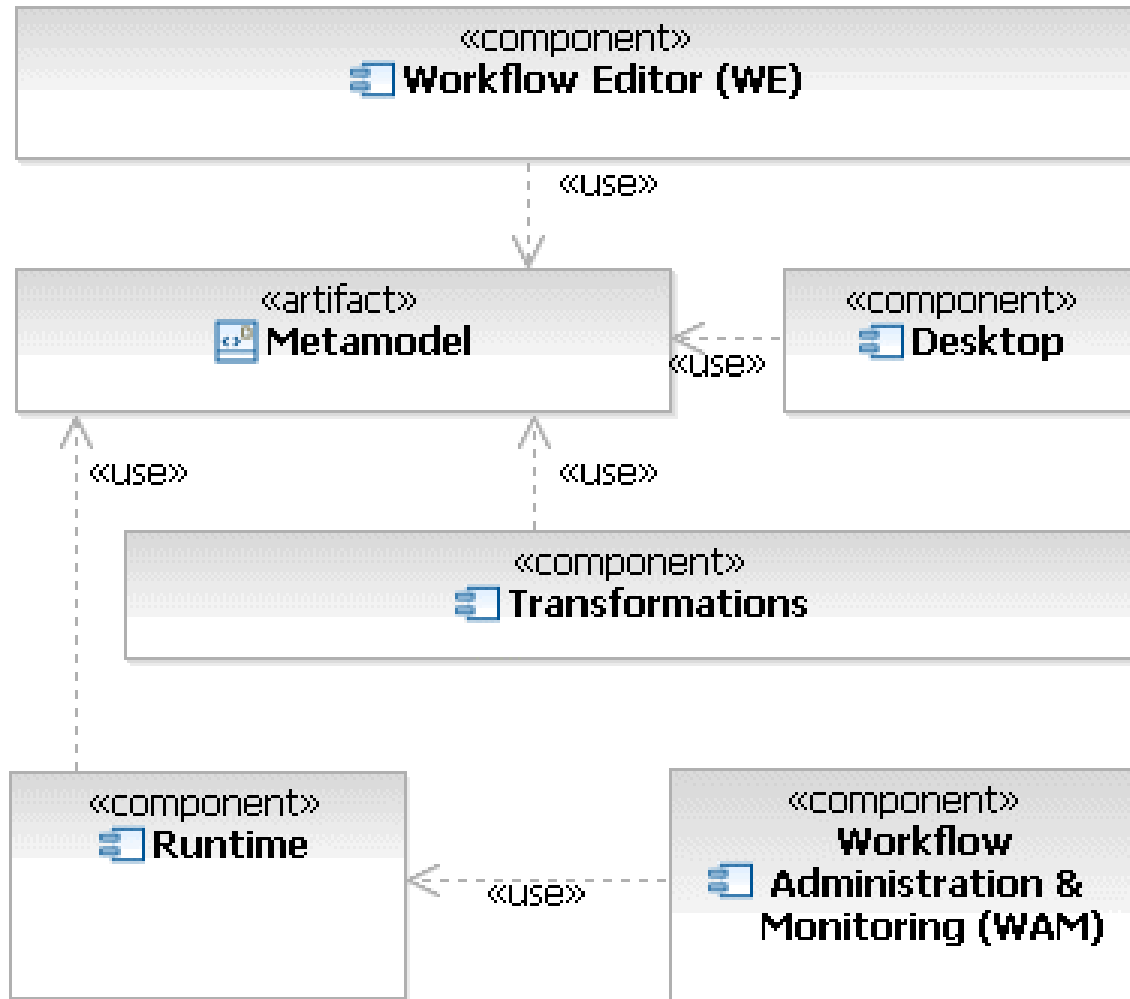 «component»
Workflow Editor (WE)
«use»
«artifact»
Metamodel
«component»
Desktop
«use»
«use»
«use»
«component»
Transformations
«component»
Runtime
«use»
«component»
Workflow
Administration &
Monitoring (WAM)